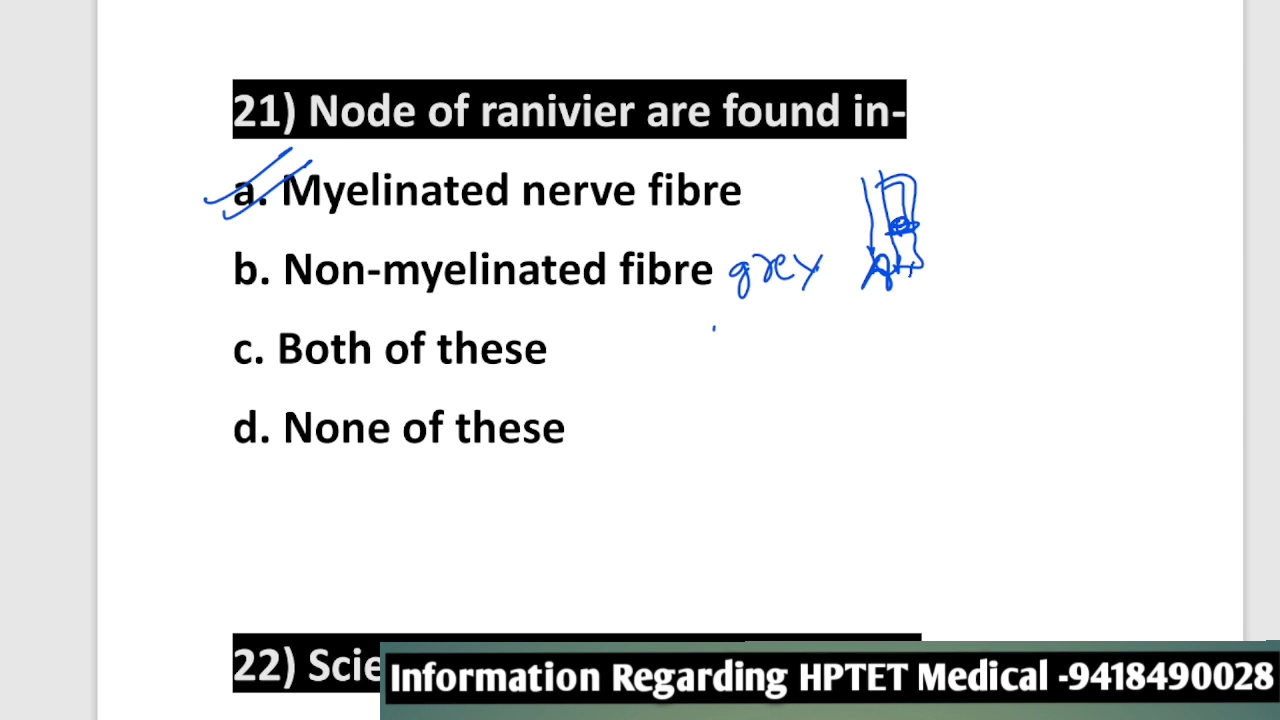 21) Node of ranivier are found in-
a. Myelinated nerve fibre
b. Non-myelinated fibre grey
c. Both of these
d. None of these
22) Scie
Information Regarding HPTET Medical -9418490028